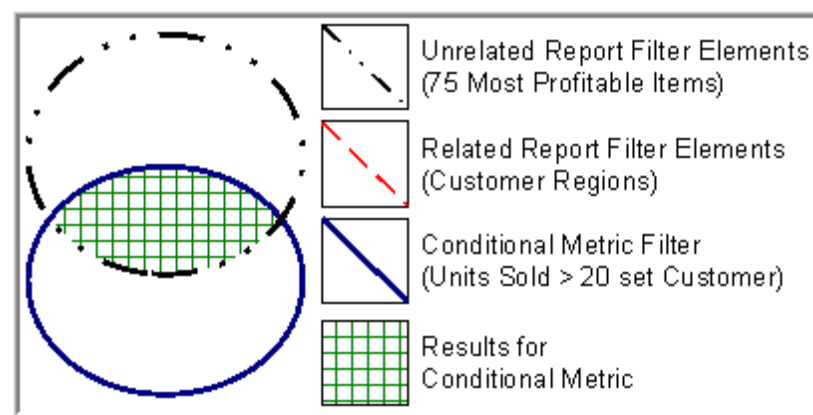 Unrelated Report Filter Elements
(75 Most Profitable Items)
Related Report Filter Elements
(Customer Regions)
Conditional Metric Filter
(Units Sold > 20 set Customer)
Results for
Conditional Metric